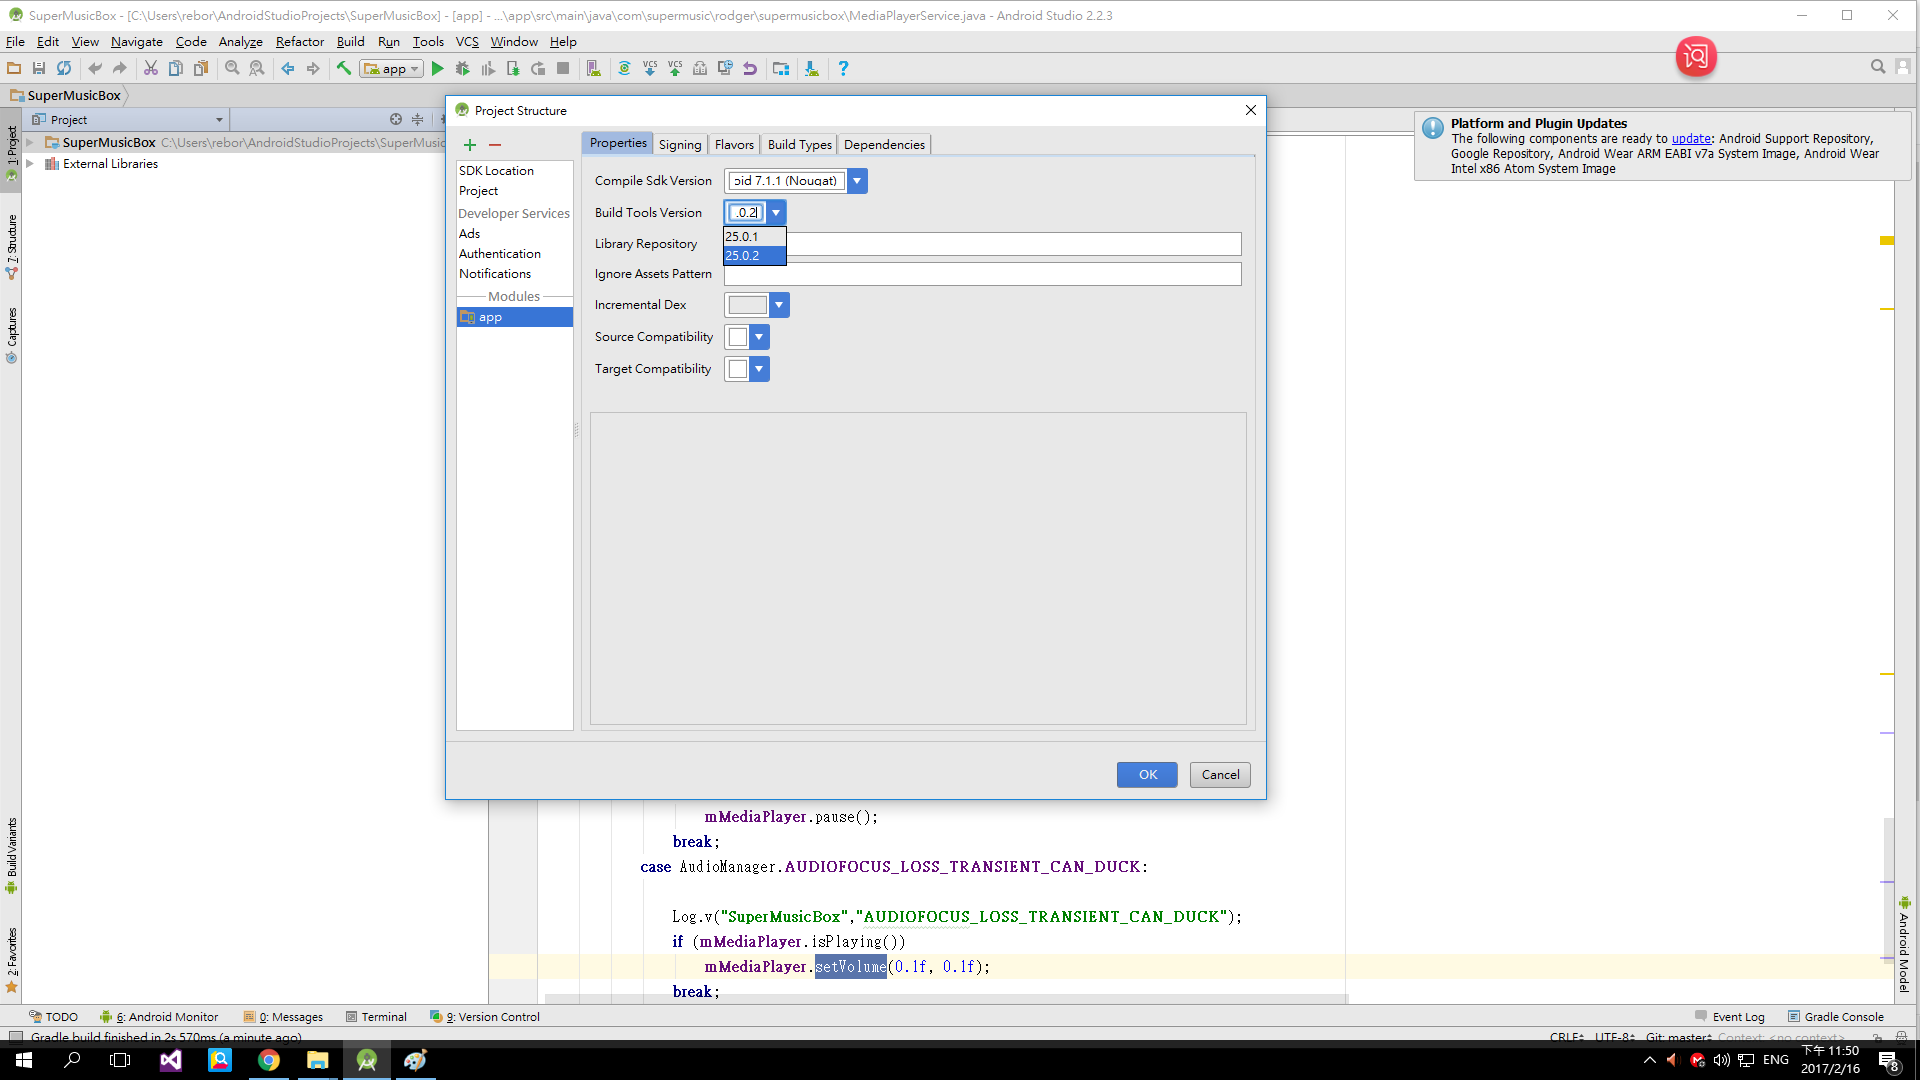 SuperMusicBox - [C:\Users\rebor\AndroidStudioProjects\SuperMusicBox] - [app] - ...\app\src\main\java\com\supermusic\rodger\supermusicbox\MediaPlayerService.java - Android Studio 2.2.3
File Edit View Navigate Code Analyze Refactor Build Run Tools VCS Window Help
app
VCS VCS
SuperMusicBox
Project
SuperMusicBox C:\Users\rebor\AndroidStudioProjects\SuperMusic
External Libraries
1: Project
7: Structure
Captures
Build Variants
2: Favorites
Project Structure
SDK Location
Project
Developer Services
Ads
Authentication
Notifications
Modules
app
Properties Signing Flavors Build Types Dependencies
Compile Sdk Version oid 7.1.1 (Nougat)
Build Tools Version .0.2
25.0.1
25.0.2
Library Repository
Ignore Assets Pattern
Incremental Dex
Source Compatibility
Target Compatibility
OK Cancel
Platform and Plugin Updates
The following components are ready to update: Android Support Repository,
Google Repository, Android Wear ARM EABI v7a System Image, Android Wear
Intel x86 Atom System Image
mMediaPlayer.pause();
break;
case AudioManager.AUDIOFOCUS_LOSS_TRANSIENT_CAN_DUCK:
Log.v("SuperMusicBox","AUDIOFOCUS_LOSS_TRANSIENT_CAN_DUCK");
if (mMediaPlayer.isPlaying())
mMediaPlayer.setVolume(0.1f, 0.1f);
break;
Android Model
TODO 6: Android Monitor 0: Messages Terminal 9: Version Control Event Log Gradle Console
Gradle build finished in 2s 570ms (a minute ago) CRLF÷ UTF-8÷ Git: master÷ Context: <no context>
ENG
下午 11:50
2017/2/16
8